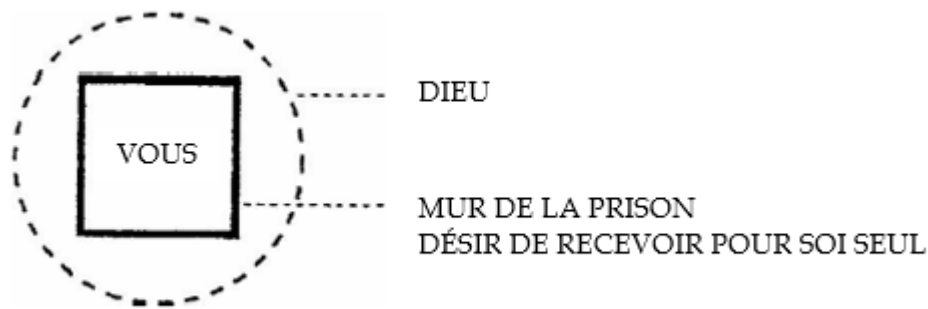 DIEU
VOUS
MUR DE LA PRISON
DÉSIR DE RECEVOIR POUR SOI SEUL